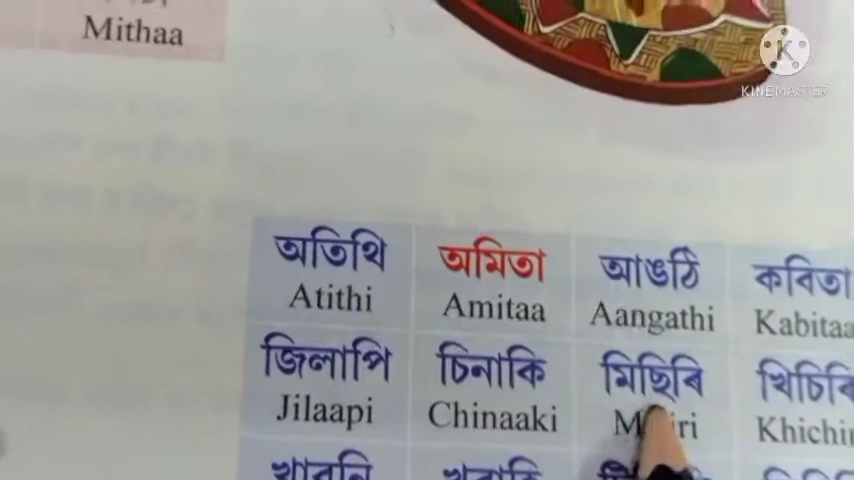 Mithaa
KINEMASTER
অতিথি অমিতা আঙঠি কবিতা
Atithi Amitaa Aangathi Kabitaa
জিলাপি চিনাকি মিছিৰি
Jilaapi Chinaaki